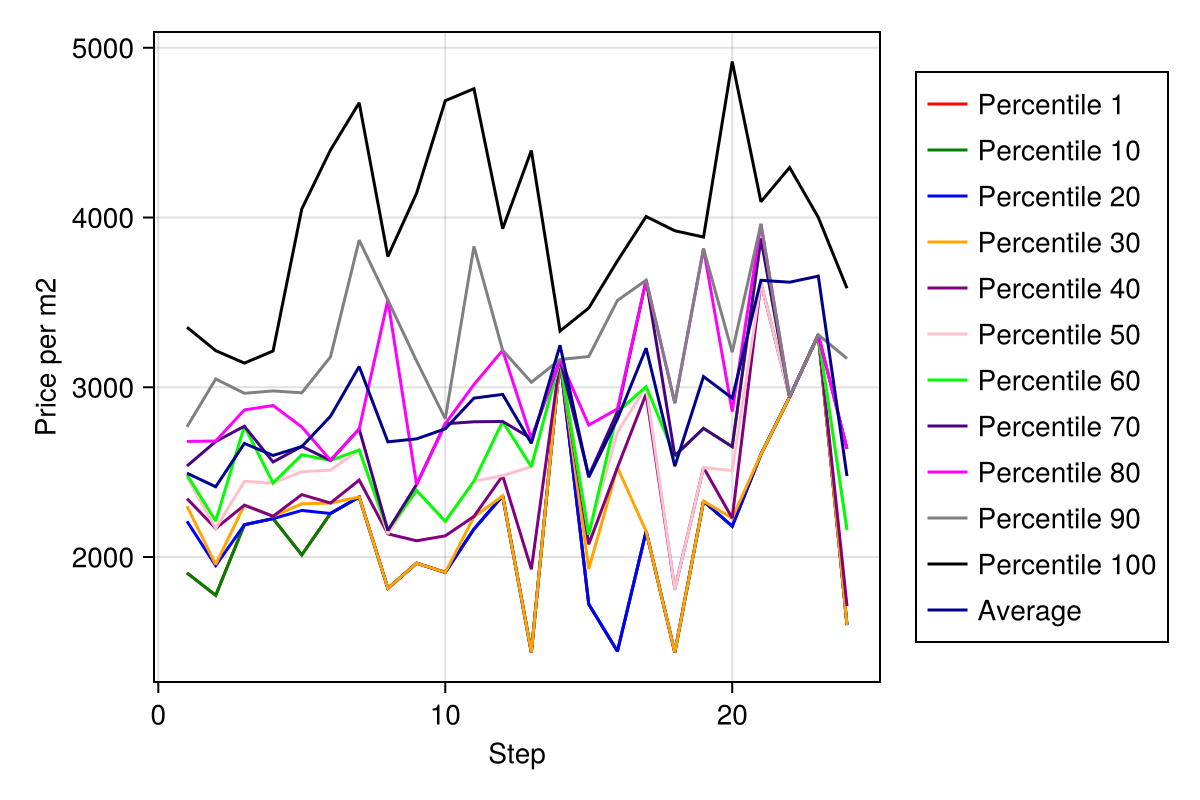 5000
4000
3000
2000
Price per m2
0
10
20
Step
Percentile 1
Percentile 10
Percentile 20
Percentile 30
Percentile 40
Percentile 50
Percentile 60
Percentile 70
Percentile 80
Percentile 90
Percentile 100
Average